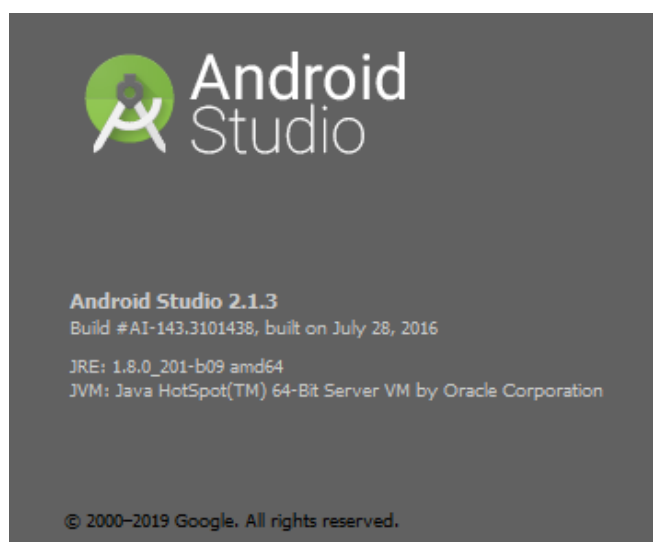 Android
Studio
Android Studio 2.1.3
Build #AI-143.3101438, built on July 28, 2016
JRE: 1.8.0_201-b09 amd64
JVM: Java HotSpot(TM) 64-Bit Server VM by Oracle Corporation
© 2000–2019 Google. All rights reserved.